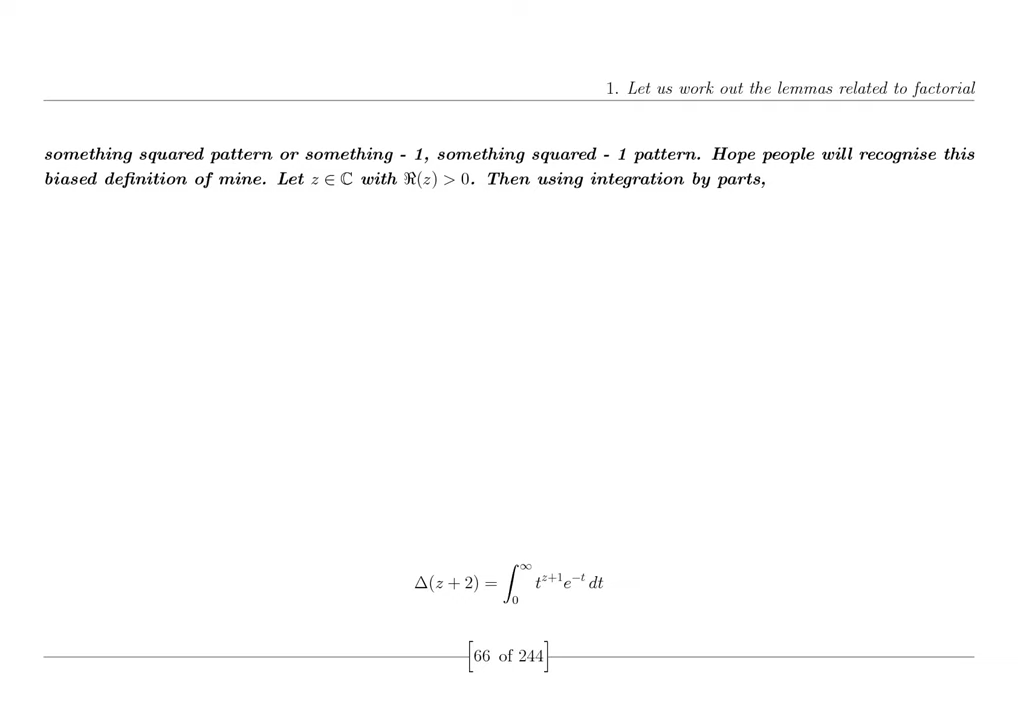 1. Let us work out the lemmas related to factorial
something squared pattern or something - 1, something squared - 1 pattern. Hope people will recognise this
biased definition of mine. Let z ∈ ℂ with ℜ(z) > 0. Then using integration by parts,
Δ(z + 2) = ∫₀^∞ t^{z+1} e^{−t} dt
[66 of 244]